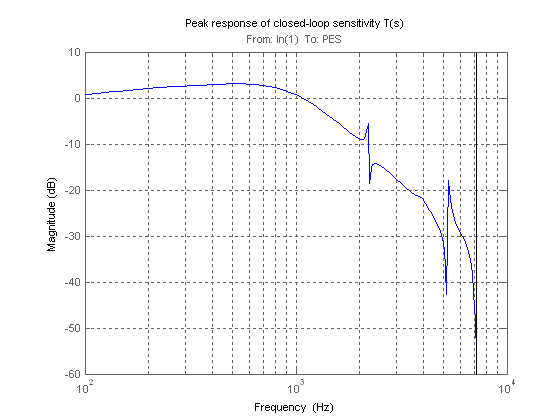 Peak response of closed-loop sensitivity T(s)
From: In(1) To: PES
10
0
-10
-20
-30
-40
-50
-60
Magnitude (dB)
10^2
10^3
10^4
Frequency (Hz)